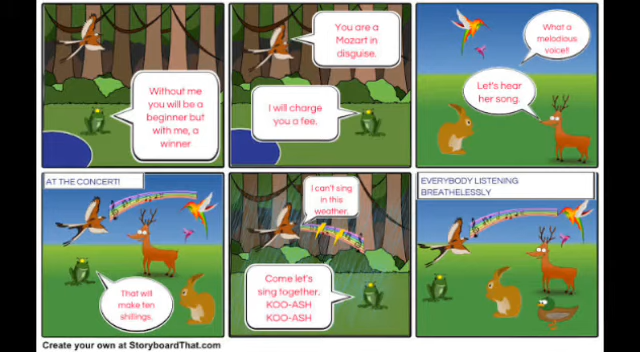 Without me
you will be a
beginner but
with me, a
winner
You are a
Mozart in
disguise.
I will charge
you a fee.
What a
melodious
voice!!
Let's hear
her song.
AT THE CONCERT!
That will
make ten
shillings.
I can't sing
in this
weather.
Come let's
sing together.
KOO-ASH
KOO-ASH
EVERYBODY LISTENING
BREATHELESSLY
Create your own at StoryboardThat.com